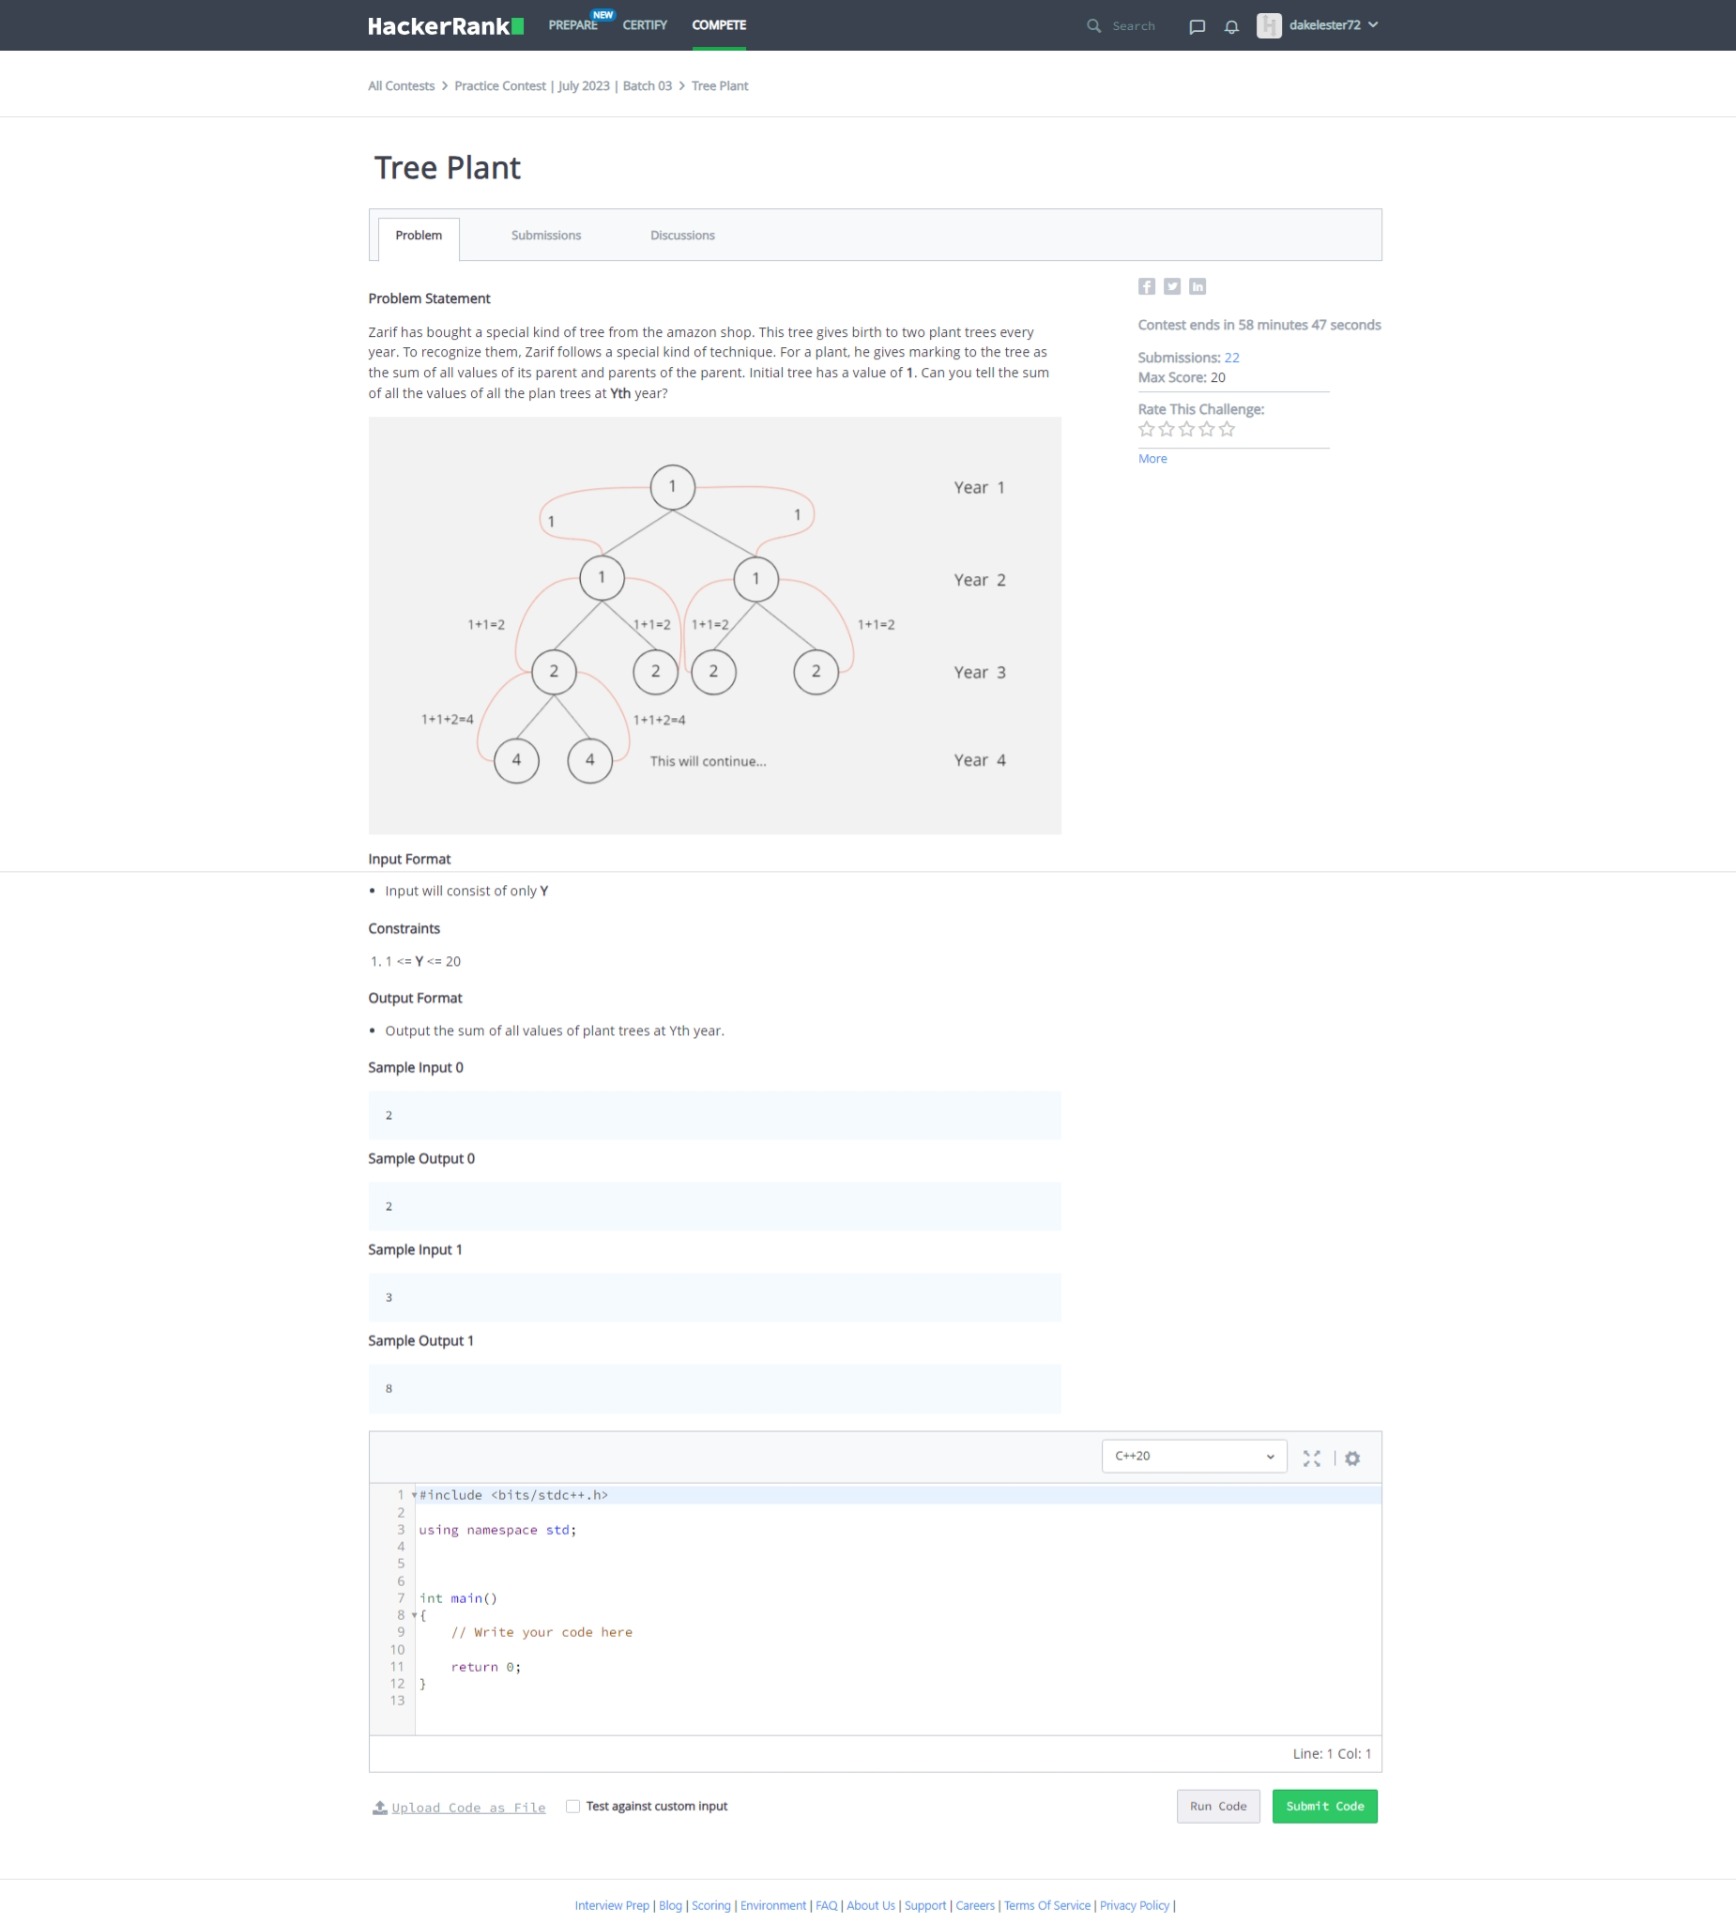 HackerRank PREPARE NEW CERTIFY COMPETE Search dakelester72
All Contests > Practice Contest | July 2023 | Batch 03 > Tree Plant
Tree Plant
Problem Submissions Discussions
Problem Statement
Zarif has bought a special kind of tree from the amazon shop. This tree gives birth to two plant trees every
year. To recognize them, Zarif follows a special kind of technique. For a plant, he gives marking to the tree as
the sum of all values of its parent and parents of the parent. Initial tree has a value of 1. Can you tell the sum
of all the values of all the plan trees at Yth year?
Contest ends in 58 minutes 47 seconds
Submissions: 22
Max Score: 20
Rate This Challenge:
More
1 Year 1
1 1
1 1 Year 2
1+1=2 1+1=2 1+1=2 1+1=2
2 2 2 2 Year 3
1+1+2=4 1+1+2=4
4 4 This will continue... Year 4
Input Format
• Input will consist of only Y
Constraints
1. 1 <= Y <= 20
Output Format
• Output the sum of all values of plant trees at Yth year.
Sample Input 0
2
Sample Output 0
2
Sample Input 1
3
Sample Output 1
8
C++20
1 #include <bits/stdc++.h>
2
3 using namespace std;
4
5
6
7 int main()
8 {
9 // Write your code here
10
11 return 0;
12 }
13
Line: 1 Col: 1
Upload Code as File Test against custom input Run Code Submit Code
Interview Prep | Blog | Scoring | Environment | FAQ | About Us | Support | Careers | Terms Of Service | Privacy Policy |